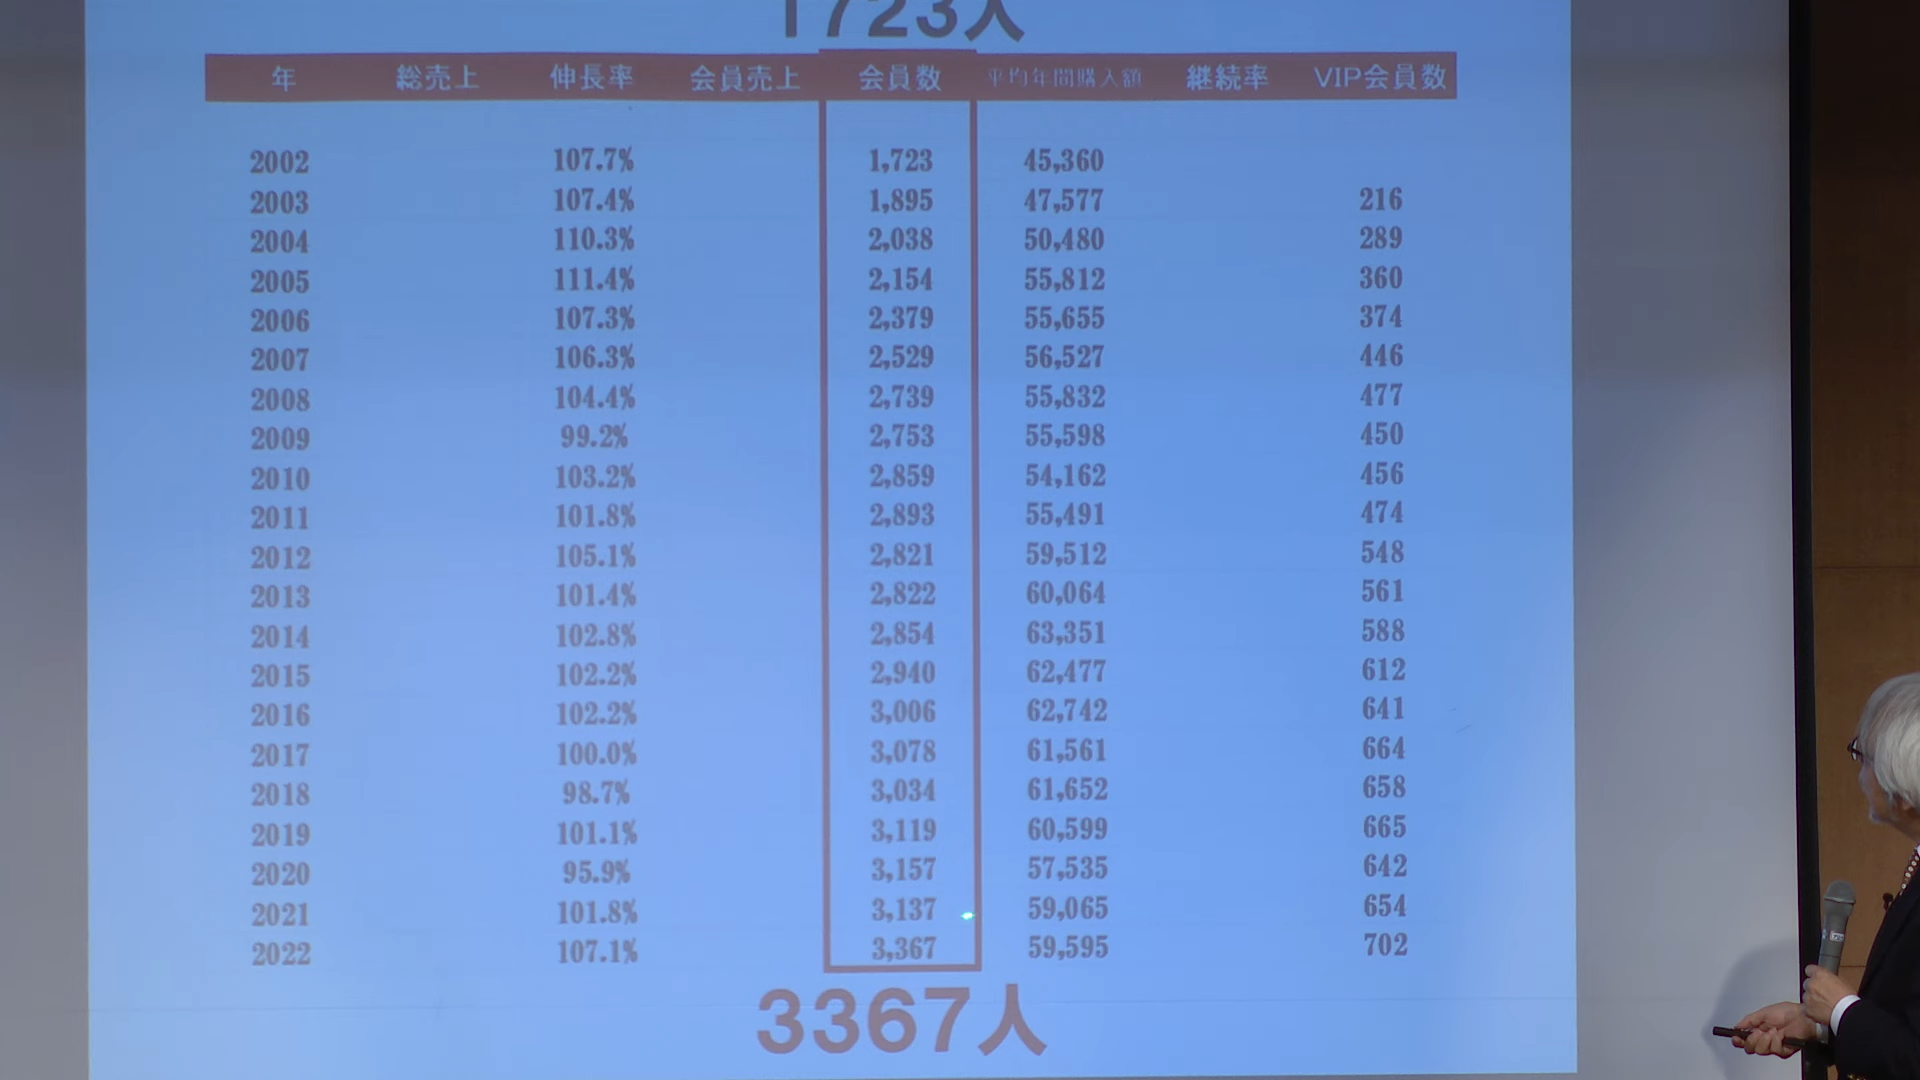 1723人
年 総売上 伸長率 会員売上 会員数 平均年間購入額 継続率 VIP会員数
2002 107.7% 1,723 45,360
2003 107.4% 1,895 47,577 216
2004 110.3% 2,038 50,480 289
2005 111.4% 2,154 55,812 360
2006 107.3% 2,379 55,655 374
2007 106.3% 2,529 56,527 446
2008 104.4% 2,739 55,832 477
2009 99.2% 2,753 55,598 450
2010 103.2% 2,859 54,162 456
2011 101.8% 2,893 55,491 474
2012 105.1% 2,821 59,512 548
2013 101.4% 2,822 60,064 561
2014 102.8% 2,854 63,351 588
2015 102.2% 2,940 62,477 612
2016 102.2% 3,006 62,742 641
2017 100.0% 3,078 61,561 664
2018 98.7% 3,034 61,652 658
2019 101.1% 3,119 60,599 665
2020 95.9% 3,157 57,535 642
2021 101.8% 3,137 59,065 654
2022 107.1% 3,367 59,595 702
3367人